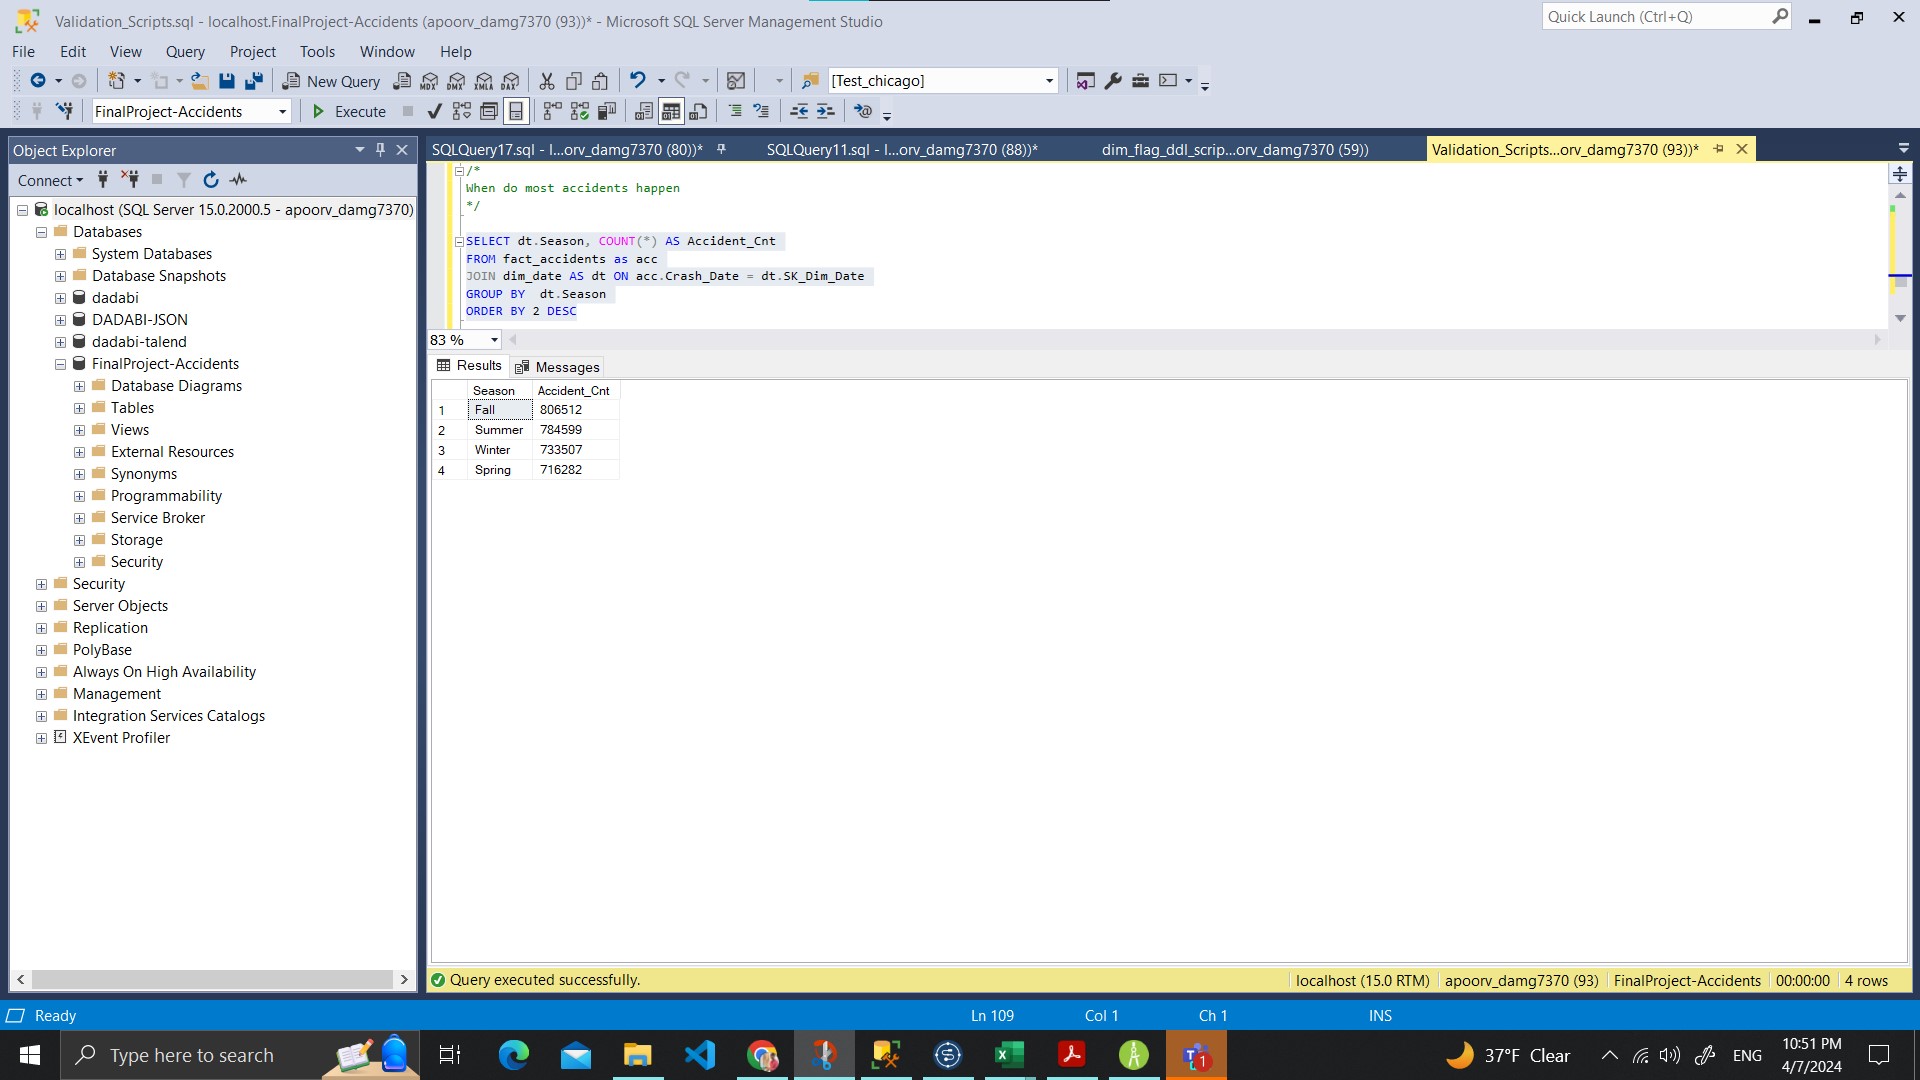 Validation_Scripts.sql - localhost.FinalProject-Accidents (apoorv_damg7370 (93))* - Microsoft SQL Server Management Studio
Quick Launch (Ctrl+Q)
File Edit View Query Project Tools Window Help
New Query MDX DMX XMLA DAX [Test_chicago]
FinalProject-Accidents Execute
Object Explorer
Connect
localhost (SQL Server 15.0.2000.5 - apoorv_damg7370)
Databases
System Databases
Database Snapshots
dadabi
DADABI-JSON
dadabi-talend
FinalProject-Accidents
Database Diagrams
Tables
Views
External Resources
Synonyms
Programmability
Service Broker
Storage
Security
Security
Server Objects
Replication
PolyBase
Always On High Availability
Management
Integration Services Catalogs
XEvent Profiler
SQLQuery17.sql - l...orv_damg7370 (80))* SQLQuery11.sql - l...orv_damg7370 (88))* dim_flag_ddl_scrip...orv_damg7370 (59)) Validation_Scripts...orv_damg7370 (93))*
/*
When do most accidents happen
*/
SELECT dt.Season, COUNT(*) AS Accident_Cnt
FROM fact_accidents as acc
JOIN dim_date AS dt ON acc.Crash_Date = dt.SK_Dim_Date
GROUP BY dt.Season
ORDER BY 2 DESC
83 %
Results Messages
Season Accident_Cnt
1 Fall 806512
2 Summer 784599
3 Winter 733507
4 Spring 716282
Query executed successfully. localhost (15.0 RTM) apoorv_damg7370 (93) FinalProject-Accidents 00:00:00 4 rows
Ready Ln 109 Col 1 Ch 1 INS
Type here to search 1 37°F Clear ENG 10:51 PM
4/7/2024